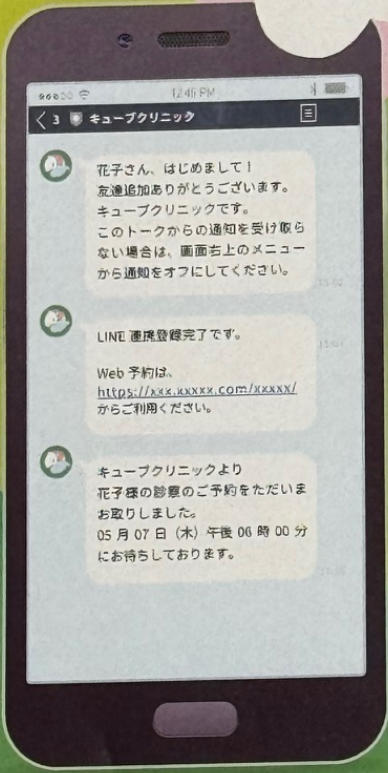 12:46 PM
3 キューブクリニック
花子さん、はじめまして！
友達追加ありがとうございます。
キューブクリニックです。
このトークからの通知を受け取ら
ない場合は、画面右上のメニュー
から通知をオフにしてください。
LINE 連携登録完了です。
Web 予約は、
https://xxx.xxxxx.com/xxxxx/
からご利用ください。
キューブクリニックより
花子様の診察のご予約をただいま
お取りしました。
05 月 07 日（木）午後 06 時 00 分
にお待ちしております。